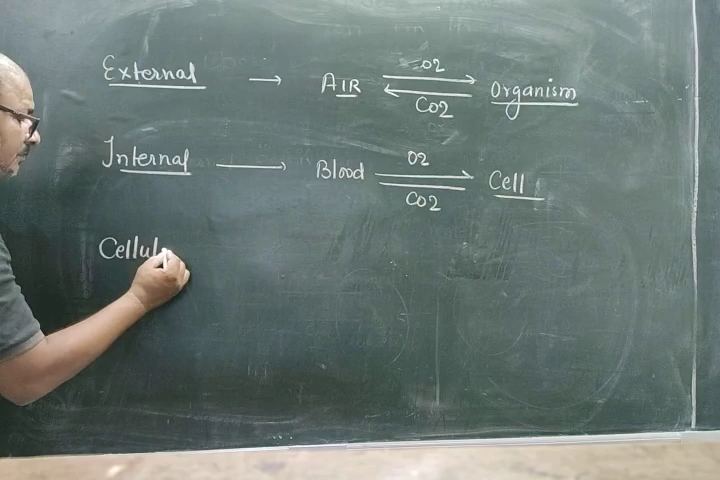 External → AIR O2 ⇄ CO2 Organism
Internal → Blood O2 ⇄ CO2 Cell
Cellul